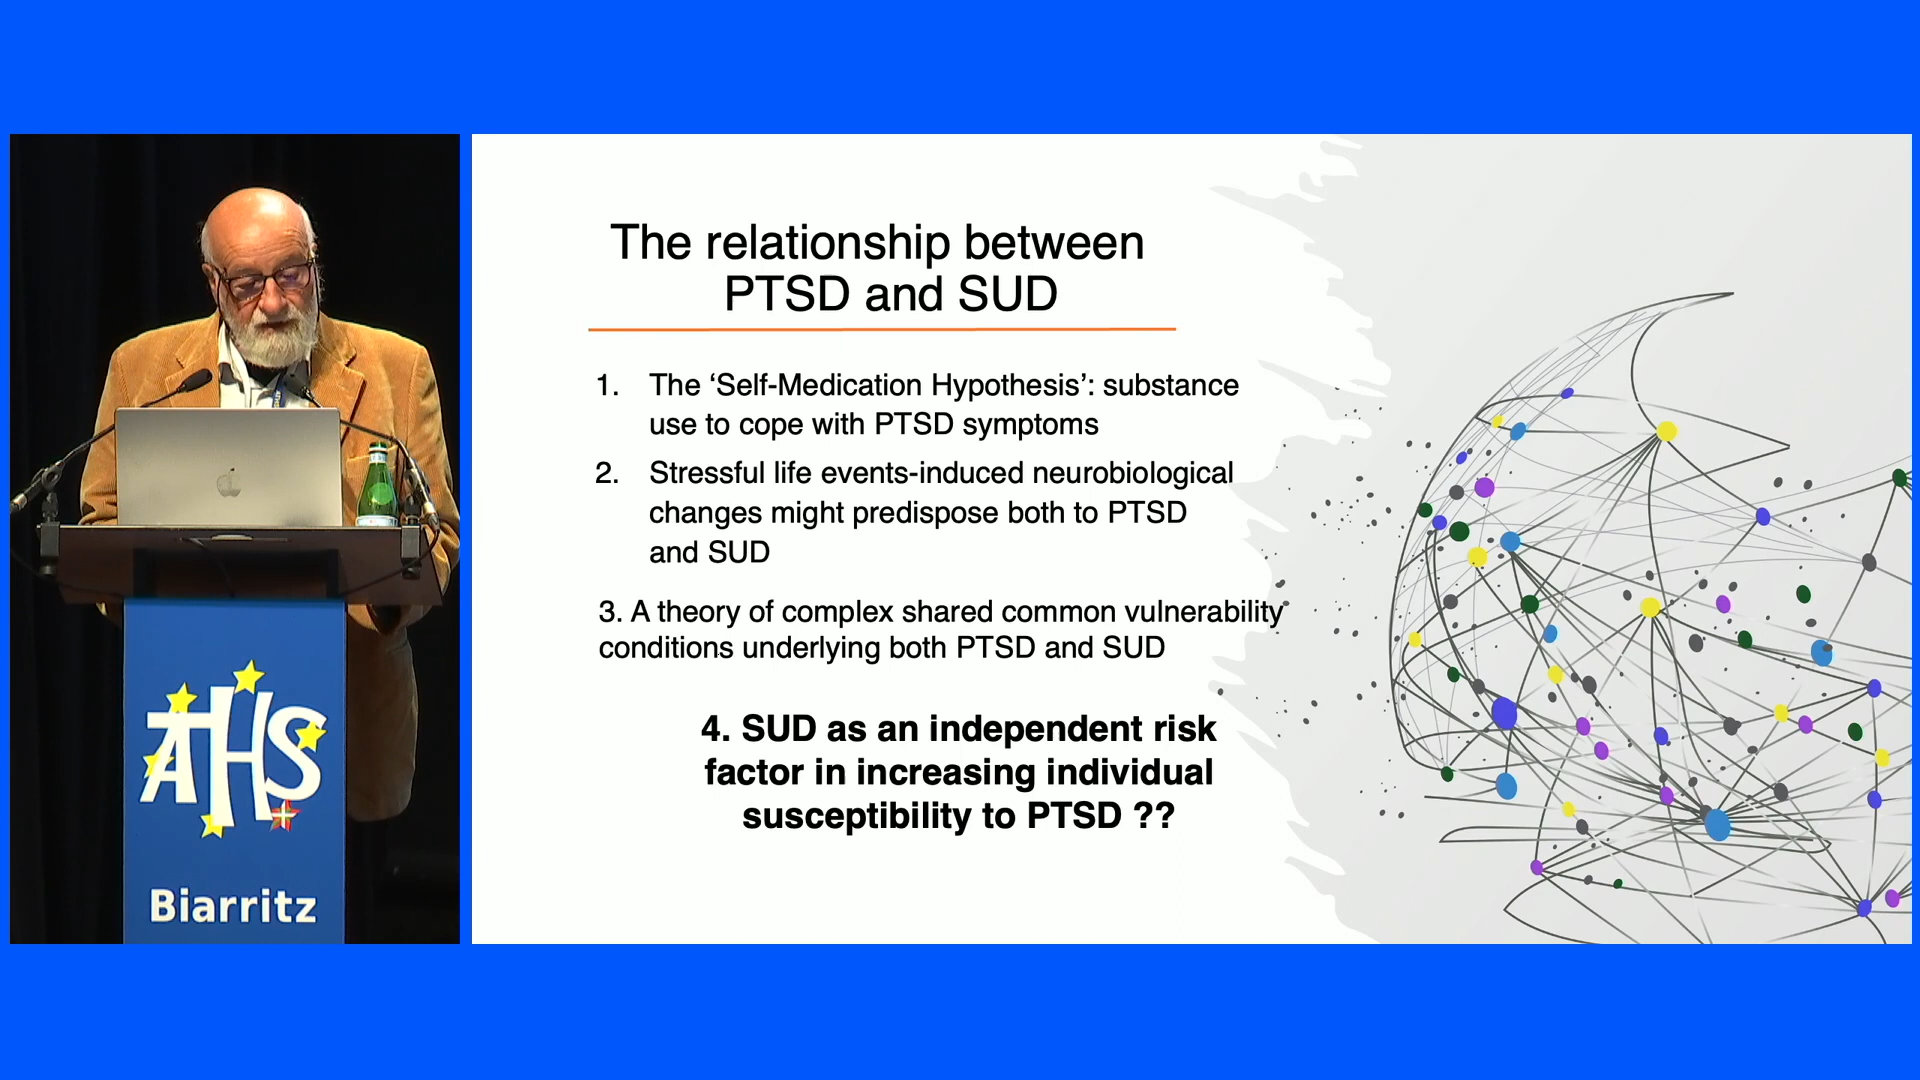 The relationship between
PTSD and SUD
1. The ‘Self-Medication Hypothesis’: substance
use to cope with PTSD symptoms
2. Stressful life events-induced neurobiological
changes might predispose both to PTSD
and SUD
3. A theory of complex shared common vulnerability
conditions underlying both PTSD and SUD
4. SUD as an independent risk
factor in increasing individual
susceptibility to PTSD ??
ATHS
Biarritz